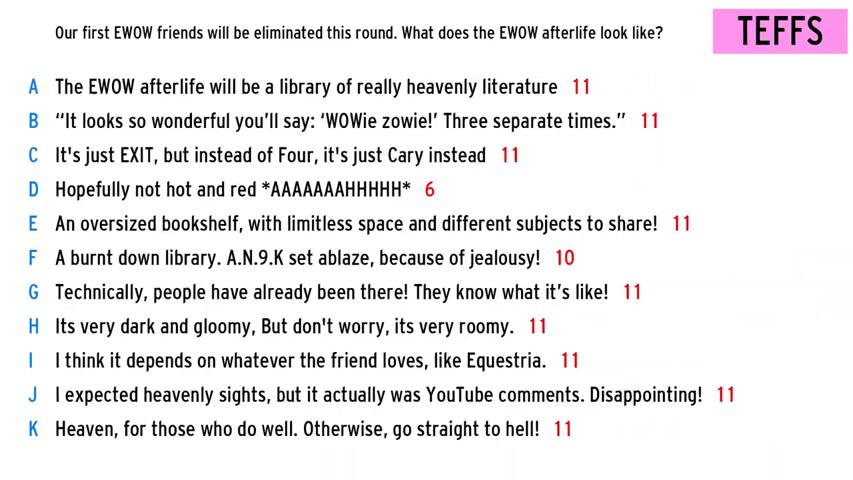 Our first EWOW friends will be eliminated this round. What does the EWOW afterlife look like?
TEFFS
A The EWOW afterlife will be a library of really heavenly literature 11
B “It looks so wonderful you’ll say: ‘WOWie zowie!’ Three separate times.” 11
C It's just EXIT, but instead of Four, it's just Cary instead 11
D Hopefully not hot and red *AAAAAAAHHHHH* 6
E An oversized bookshelf, with limitless space and different subjects to share! 11
F A burnt down library. A.N.9.K set ablaze, because of jealousy! 10
G Technically, people have already been there! They know what it’s like! 11
H Its very dark and gloomy, But don't worry, its very roomy. 11
I I think it depends on whatever the friend loves, like Equestria. 11
J I expected heavenly sights, but it actually was YouTube comments. Disappointing! 11
K Heaven, for those who do well. Otherwise, go straight to hell! 11